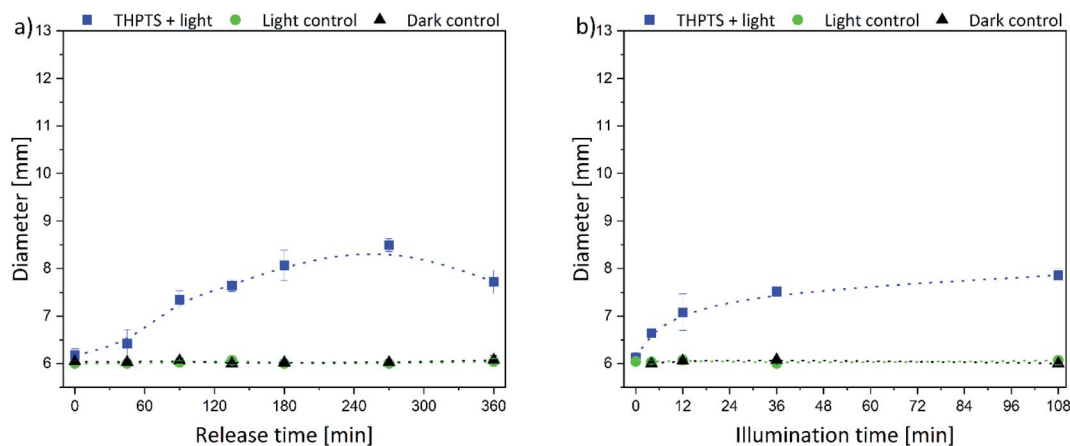 THPTS + light Light control Dark control
a)
13
12
11
10
9
8
7
6
Diameter [mm]
0 60 120 180 240 300 360
Release time [min]
THPTS + light Light control Dark control
b)
13
12
11
10
9
8
7
6
Diameter [mm]
0 12 24 36 48 60 72 84 96 108
Illumination time [min]